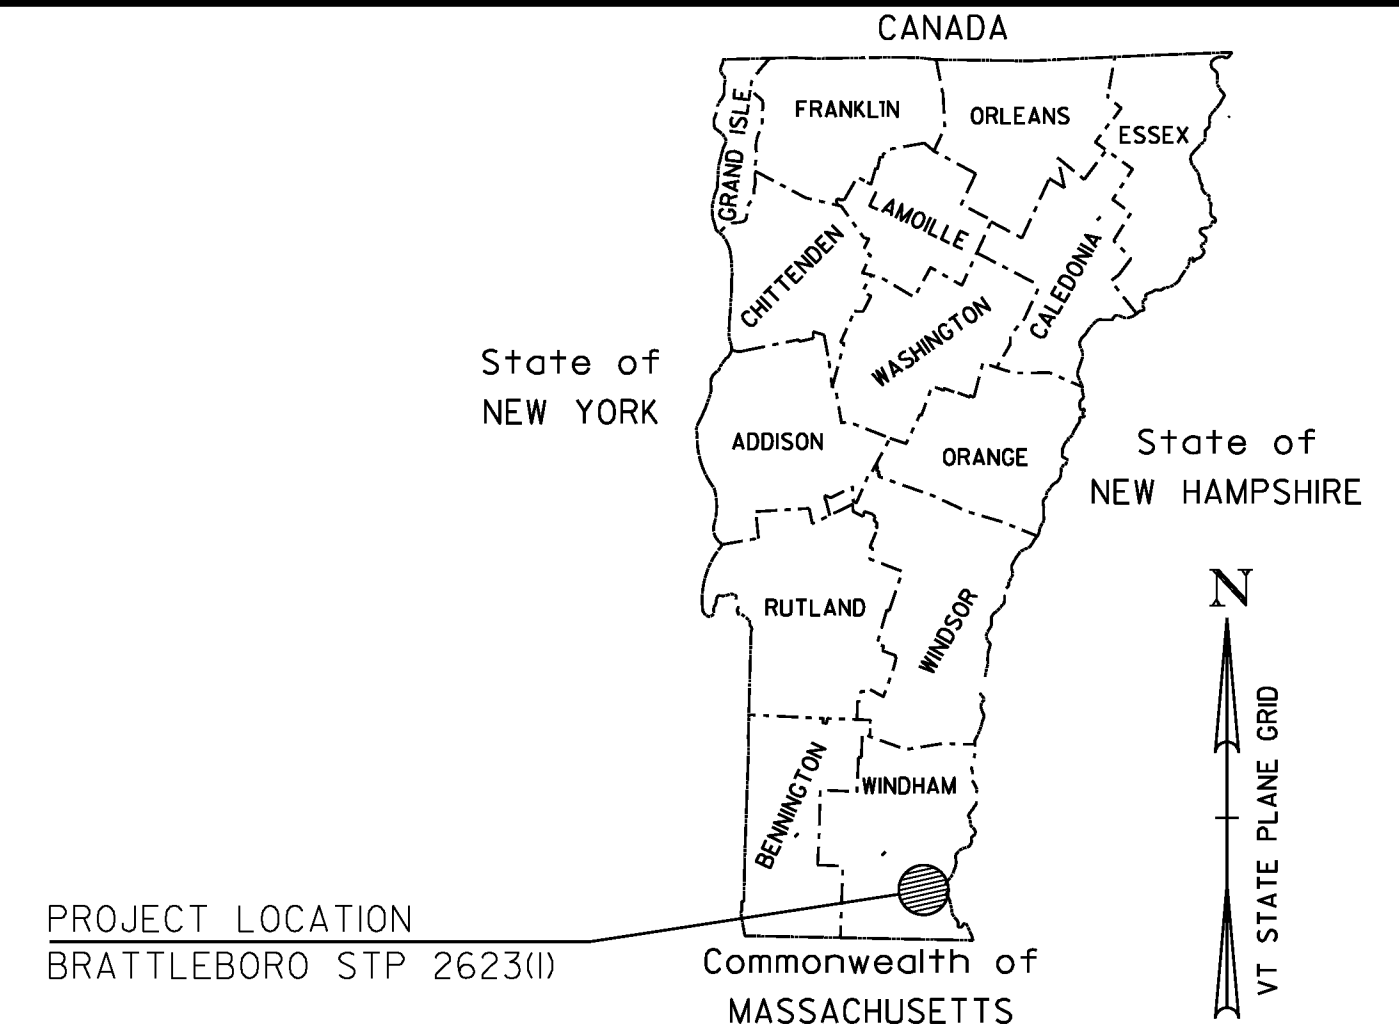 CANADA
FRANKLIN
ORLEANS
ESSEX
GRAND ISLE
LAMOILLE
CHITTENDEN
CALEDONIA
WASHINGTON
State of
NEW YORK
ADDISON
ORANGE
State of
NEW HAMPSHIRE
N
RUTLAND
WINDSOR
VT STATE PLANE GRID
BENNINGTON
WINDHAM
PROJECT LOCATION
BRATTLEBORO STP 2623(1)
Commonwealth of
MASSACHUSETTS